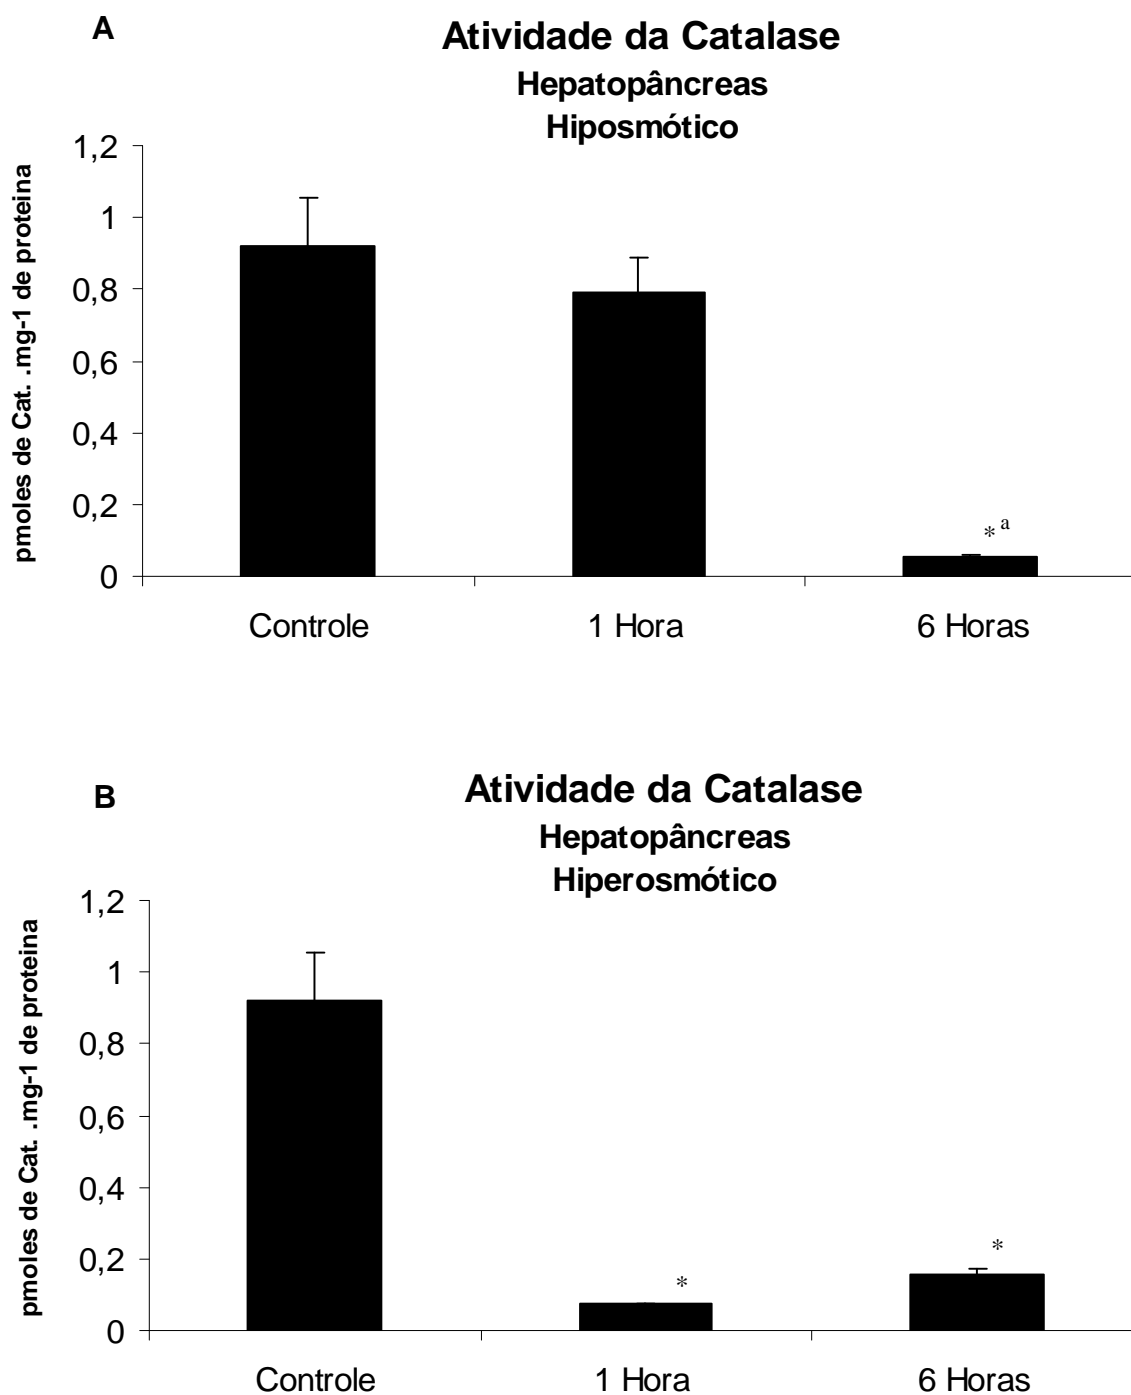 A
Atividade da Catalase
Hepatopâncreas
Hiposmótico
pmoles de Cat. .mg-1 de proteina
1,2
1
0,8
0,6
0,4
0,2
0
* a
Controle
1 Hora
6 Horas
B
Atividade da Catalase
Hepatopâncreas
Hiperosmótico
pmoles de Cat. .mg-1 de proteina
1,2
1
0,8
0,6
0,4
0,2
0
*
*
Controle
1 Hora
6 Horas